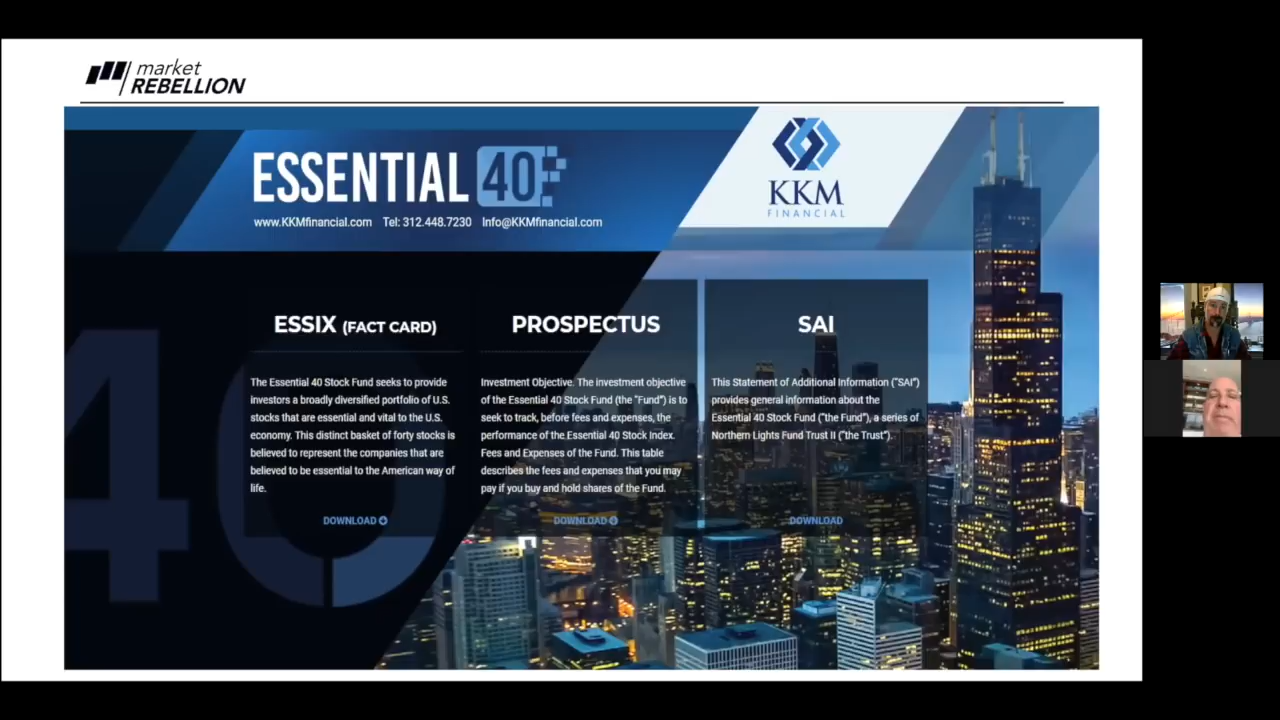 market
REBELLION
ESSENTIAL 40
www.KKMfinancial.com Tel: 312.448.7230 Info@KKMfinancial.com
KKM
FINANCIAL
ESSIX (FACT CARD)
The Essential 40 Stock Fund seeks to provide
investors a broadly diversified portfolio of U.S.
stocks that are essential and vital to the U.S.
economy. This distinct basket of forty stocks is
believed to represent the companies that are
believed to be essential to the American way of
life.
DOWNLOAD
PROSPECTUS
Investment Objective. The investment objective
of the Essential 40 Stock Fund (the "Fund") is to
seek to track, before fees and expenses, the
performance of the Essential 40 Stock Index.
Fees and Expenses of the Fund. This table
describes the fees and expenses that you may
pay if you buy and hold shares of the Fund.
DOWNLOAD
SAI
This Statement of Additional Information ("SAI")
provides general information about the
Essential 40 Stock Fund ("the Fund"), a series of
Northern Lights Fund Trust II ("the Trust").
DOWNLOAD
40